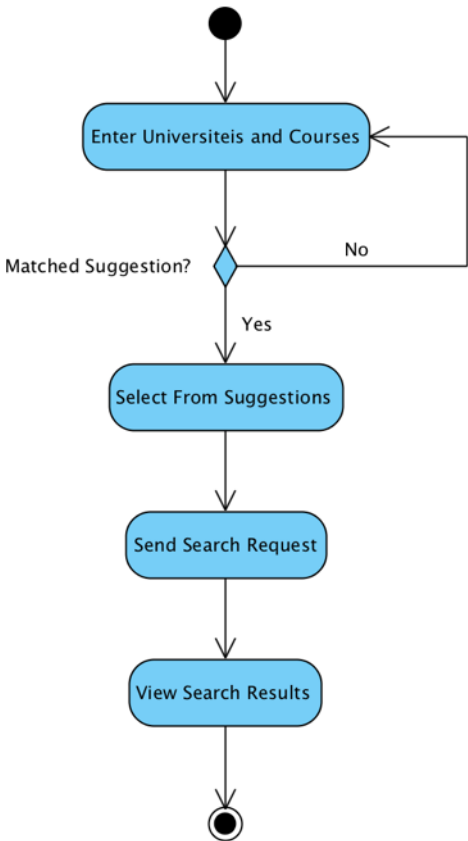 Enter Universiteis and Courses
No
Matched Suggestion?
Yes
Select From Suggestions
Send Search Request
View Search Results